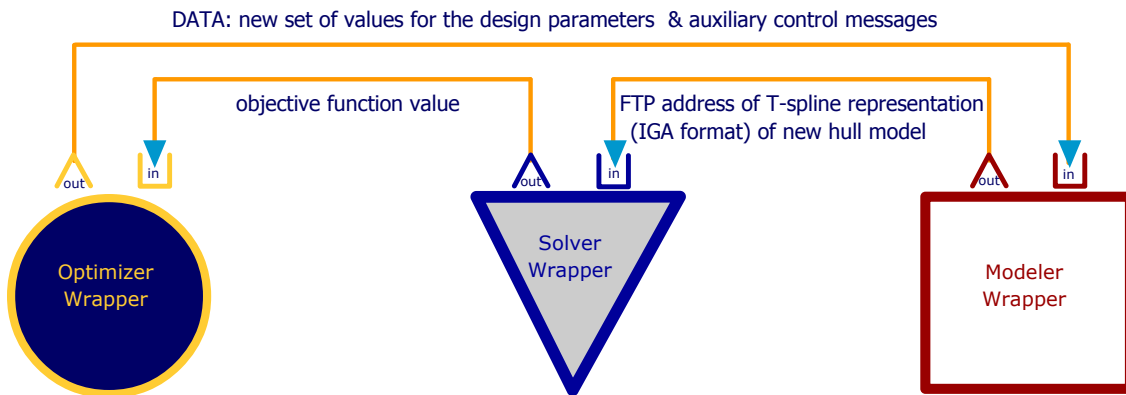 DATA: new set of values for the design parameters & auxiliary control messages
objective function value
FTP address of T-spline representation
(IGA format) of new hull model
out
in
out
in
out
in
Optimizer
Wrapper
Solver
Wrapper
Modeler
Wrapper